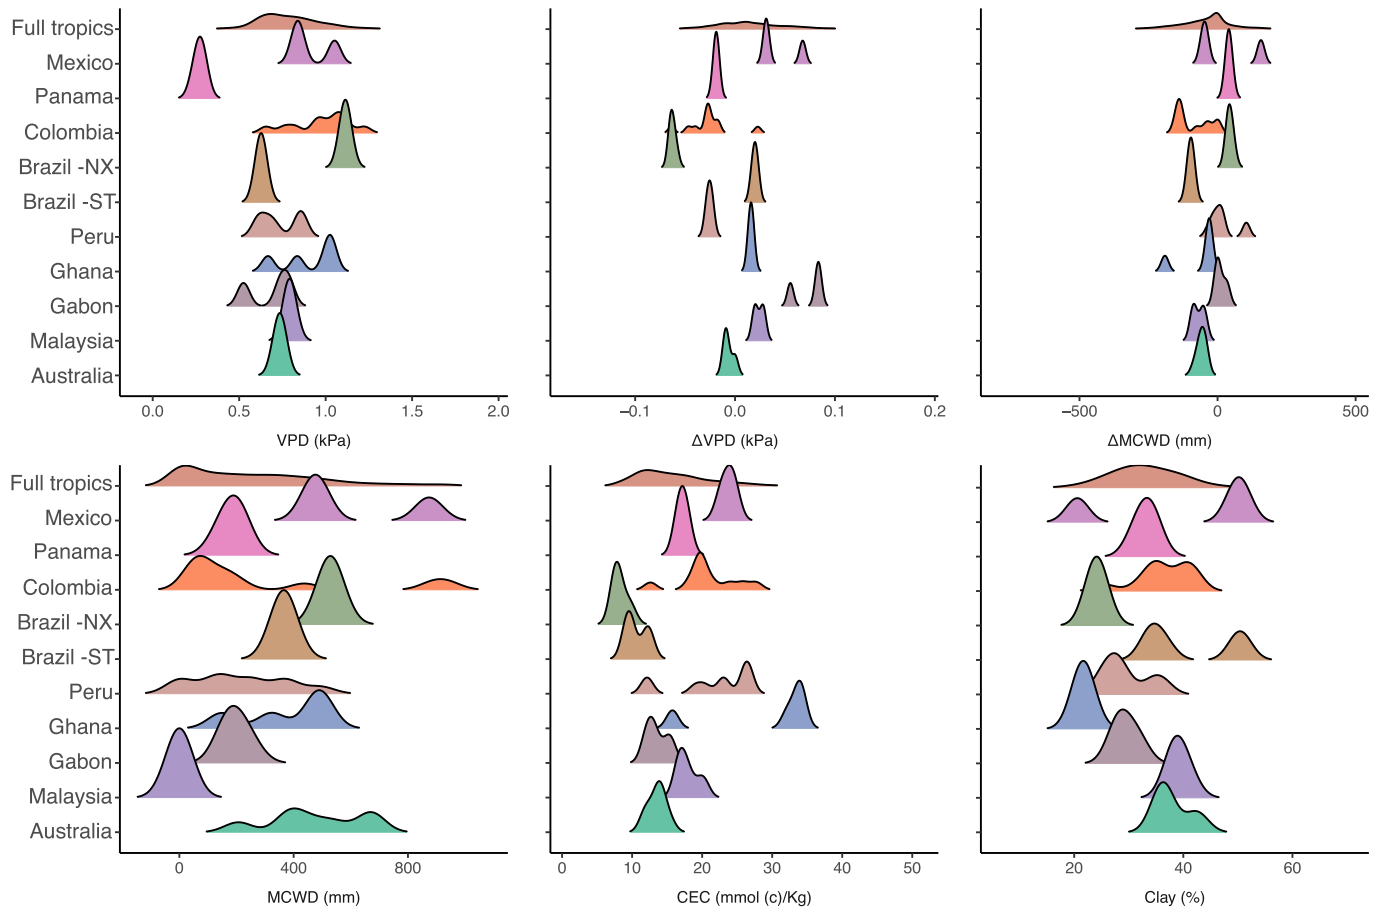 Full tropics
Mexico
Panama
Colombia
Brazil -NX
Brazil -ST
Peru
Ghana
Gabon
Malaysia
Australia
0.0 0.5 1.0 1.5 2.0
VPD (kPa)
−0.1 0.0 0.1 0.2
ΔVPD (kPa)
−500 0 500
ΔMCWD (mm)
Full tropics
Mexico
Panama
Colombia
Brazil -NX
Brazil -ST
Peru
Ghana
Gabon
Malaysia
Australia
0 400 800
MCWD (mm)
0 10 20 30 40 50
CEC (mmol (c)/Kg)
20 40 60
Clay (%)